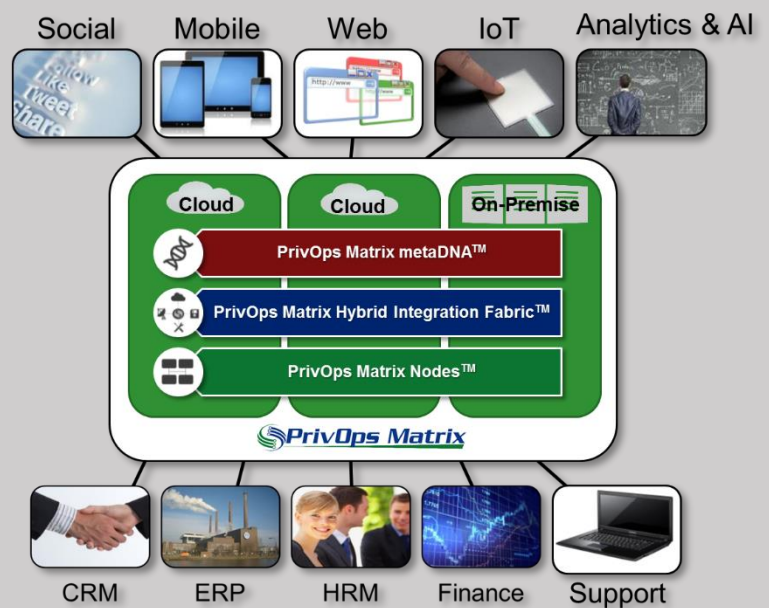 Social
Mobile
Web
IoT
Analytics & AI
Follow
Like
Tweet
Share
http://www
Cloud
Cloud
On-Premise
PrivOps Matrix metaDNA™
PrivOps Matrix Hybrid Integration Fabric™
PrivOps Matrix Nodes™
PrivOps Matrix
CRM
ERP
HRM
Finance
Support